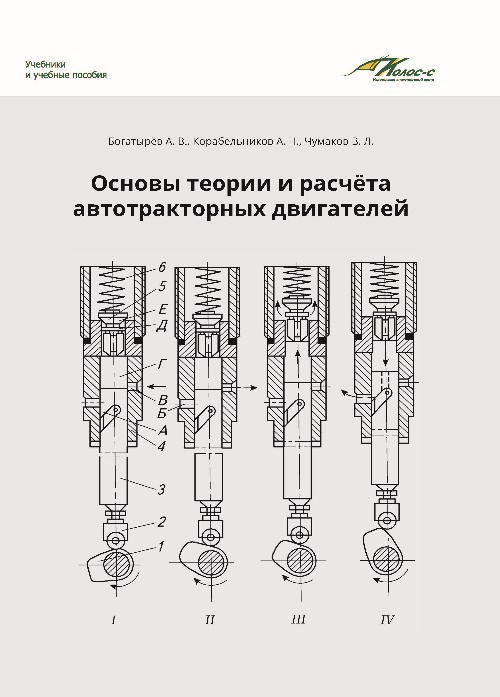 Учебники
и учебные пособия
Колос-с
Богатырёв А. В., Корабельников А. Н., Чумаков В. Л.
Основы теории и расчёта
автотракторных двигателей
6
5
Е
Д
Г
В
Б
А
4
3
2
1
I II III IV